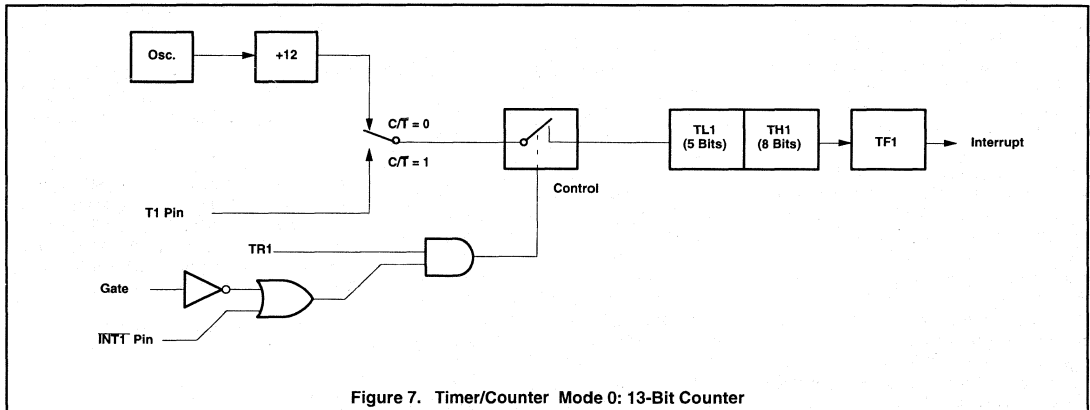 Osc.
+12
C/T̅ = 0
C/T̅ = 1
T1 Pin
Control
TL1
(5 Bits)
TH1
(8 Bits)
TF1
Interrupt
TR1
Gate
I̅N̅T̅1̅ Pin
Figure 7. Timer/Counter Mode 0: 13-Bit Counter